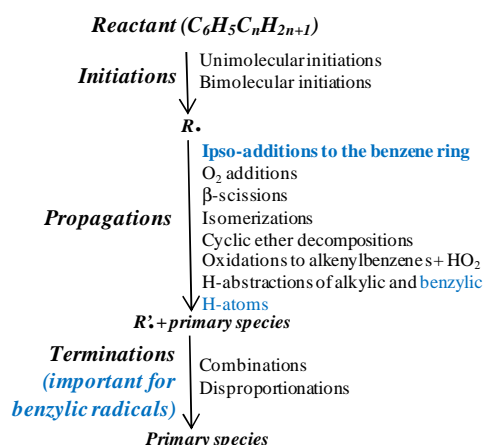 Reactant (C6H5CnH2n+1)
Initiations
Unimolecular initiations
Bimolecular initiations
R•
Propagations
Ipso-additions to the benzene ring
O2 additions
β-scissions
Isomerizations
Cyclic ether decompositions
Oxidations to alkenylbenzenes+ HO2
H-abstractions of alkylic and benzylic
H-atoms
R'•+primary species
Terminations
(important for
benzylic radicals)
Combinations
Disproportionations
Primary species